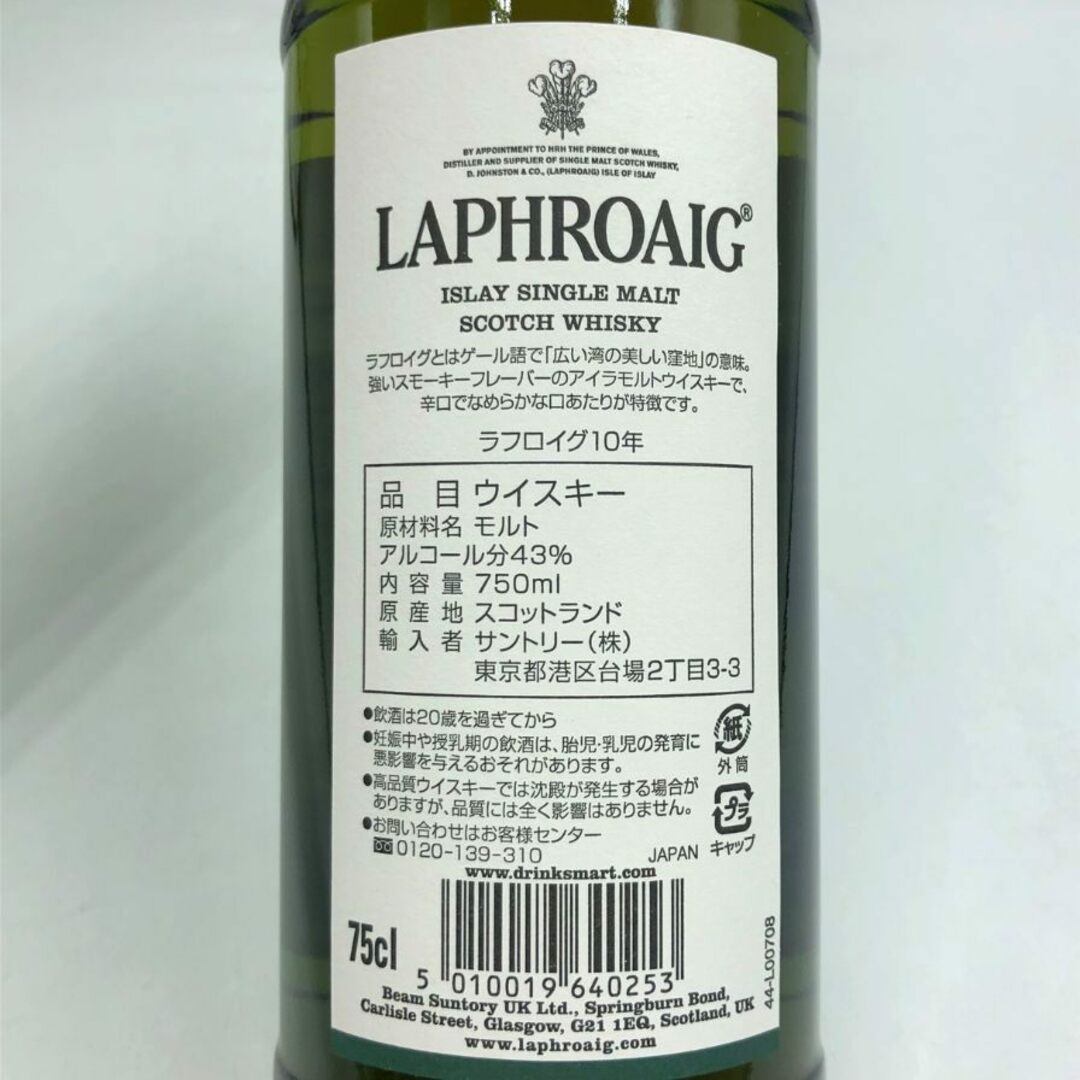 BY APPOINTMENT TO HRH THE PRINCE OF WALES,
DISTILLER AND SUPPLIER OF SINGLE MALT SCOTCH WHISKY,
D. JOHNSTON & CO., (LAPHROAIG) ISLE OF ISLAY
LAPHROAIG®
ISLAY SINGLE MALT
SCOTCH WHISKY
ラフロイグとはゲール語で「広い湾の美しい窪地」の意味。
強いスモーキーフレーバーのアイラモルトウイスキーで、
辛口でなめらかな口あたりが特徴です。
ラフロイグ10年
品 目 ウイスキー
原材料名 モルト
アルコール分43%
内容量 750ml
原産地 スコットランド
輸入者 サントリー(株)
東京都港区台場2丁目3-3
●飲酒は20歳を過ぎてから
●妊娠中や授乳期の飲酒は、胎児・乳児の発育に
悪影響を与えるおそれがあります。
●高品質ウイスキーでは沈殿が発生する場合が
ありますが、品質には全く影響はありません。
●お問い合わせはお客様センター
0120-139-310
JAPAN
紙
外筒
プラ
キャップ
www.drinksmart.com
75cl
5 010019 640253
44-L00708
Beam Suntory UK Ltd., Springburn Bond,
Carlisle Street, Glasgow, G21 1EQ, Scotland, UK
www.laphroaig.com